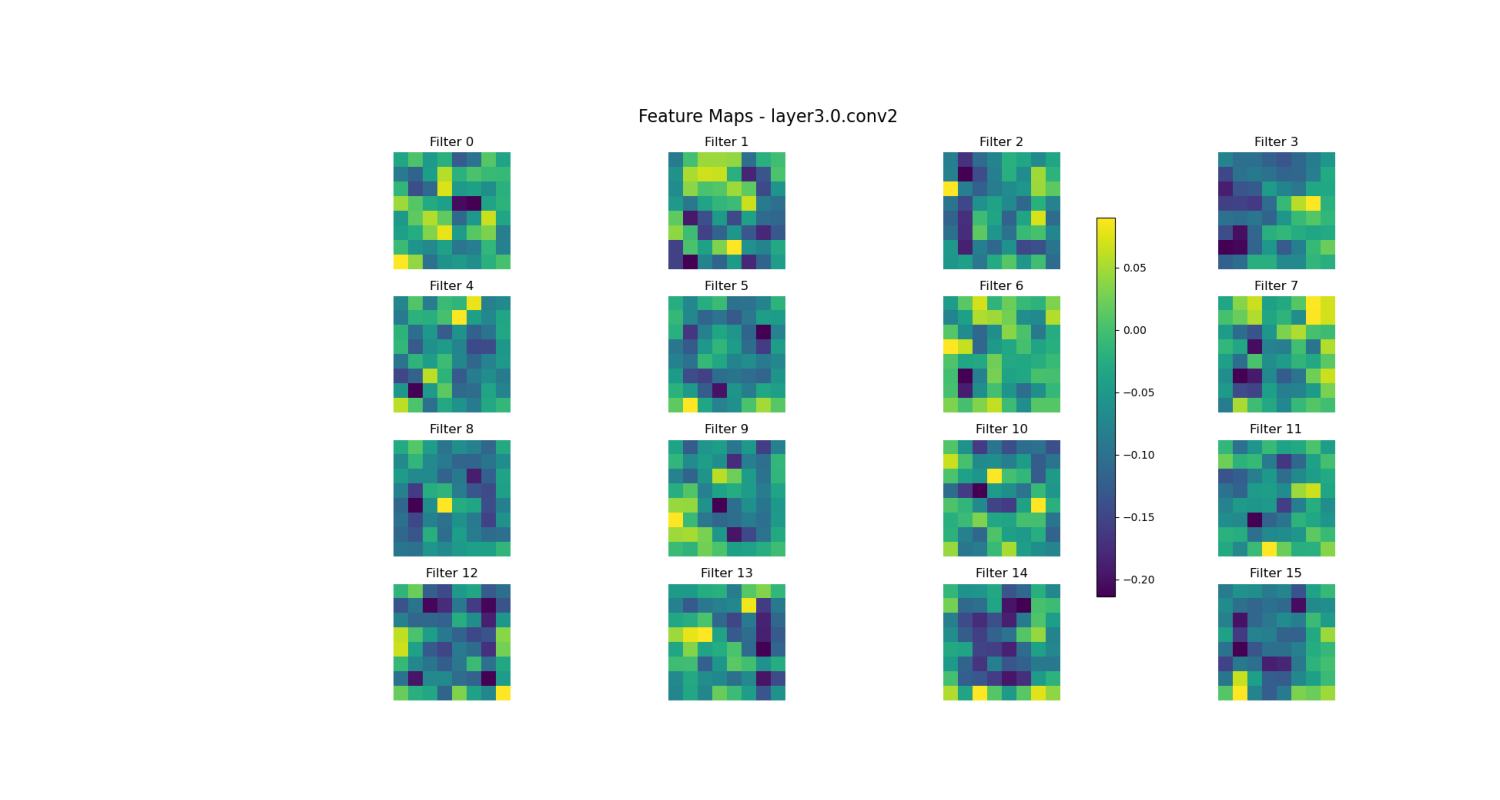 Feature Maps - layer3.0.conv2
Filter 0
Filter 1
Filter 2
Filter 3
Filter 4
Filter 5
Filter 6
Filter 7
Filter 8
Filter 9
Filter 10
Filter 11
Filter 12
Filter 13
Filter 14
Filter 15
0.05
0.00
−0.05
−0.10
−0.15
−0.20